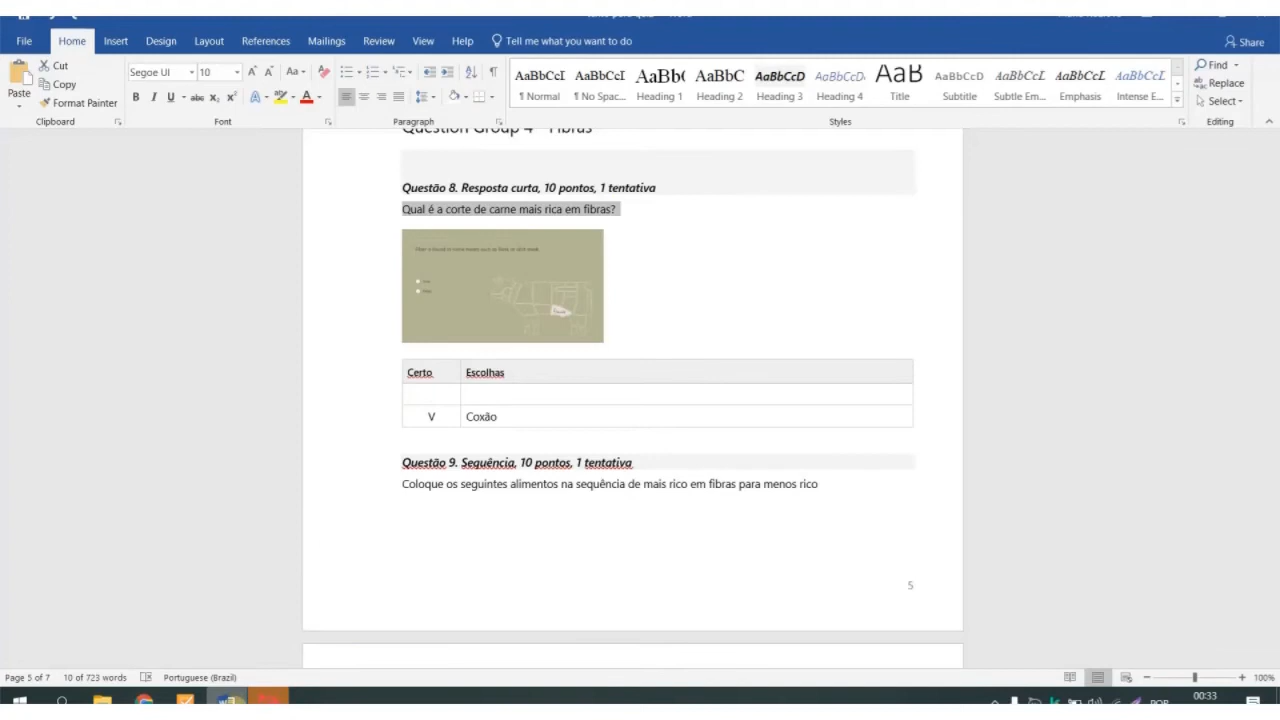 File Home Insert Design Layout References Mailings Review View Help Tell me what you want to do Share
Paste
Cut
Copy
Format Painter
Segoe UI 10
AaBbCcI AaBbCcI AaBb( AaBbC AaBbCcD AaBbCcD AaB AaBbCcD AaBbCcL AaBbCcL AaBbCcL
¶ Normal ¶ No Spac... Heading 1 Heading 2 Heading 3 Heading 4 Title Subtitle Subtle Em... Emphasis Intense E...
Find
Replace
Select
Clipboard Font Paragraph Styles Editing
Question Group 4 - Fibras
Questão 8. Resposta curta, 10 pontos, 1 tentativa
Qual é a corte de carne mais rica em fibras?
Certo Escolhas
V Coxão
Questão 9. Sequência, 10 pontos, 1 tentativa
Coloque os seguintes alimentos na sequência de mais rico em fibras para menos rico
5
Page 5 of 7 10 of 723 words Portuguese (Brazil) 100%
00:33
POR